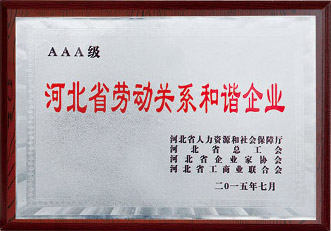 AAA级
河北省劳动关系和谐企业
河北省人力资源和社会保障厅
河北省总工会
河北省企业家协会
河北省工商业联合会
二〇一五年七月